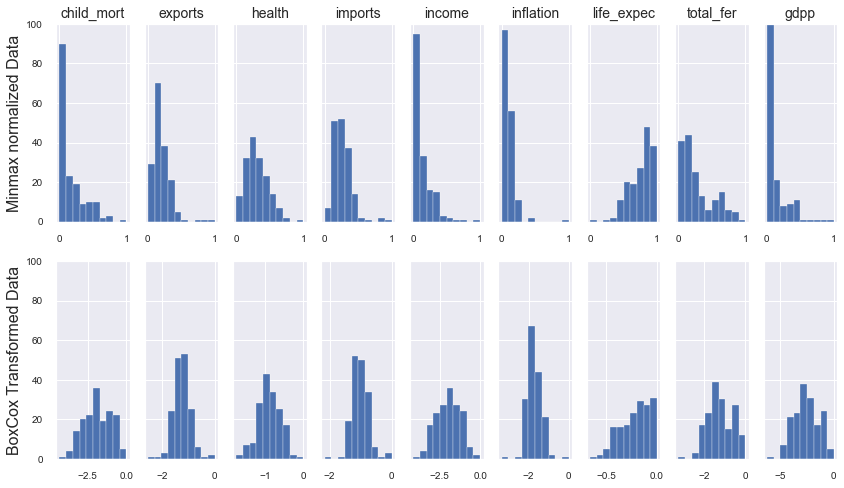 child_mort exports health imports income inflation life_expec total_fer gdpp
Minmax normalized Data
100
80
60
40
20
0
0 1 0 1 0 1 0 1 0 1 0 1 0 1 0 1 0 1
BoxCox Transformed Data
100
80
60
40
20
0
−2.5 0.0 −2 0 −1 0 −2 0 −2.5 0.0 −2 0 −0.5 0.0 −2 0 −5 0